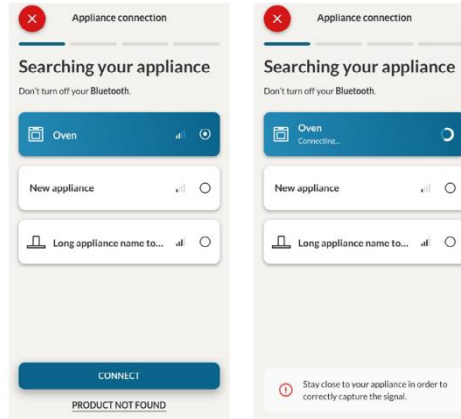 Appliance connection
Searching your appliance
Don't turn off your Bluetooth.
Oven
New appliance
Long appliance name to...
CONNECT
PRODUCT NOT FOUND
Appliance connection
Searching your appliance
Don't turn off your Bluetooth.
Oven
Connecting...
New appliance
Long appliance name to...
Stay close to your appliance in order to
correctly capture the signal.